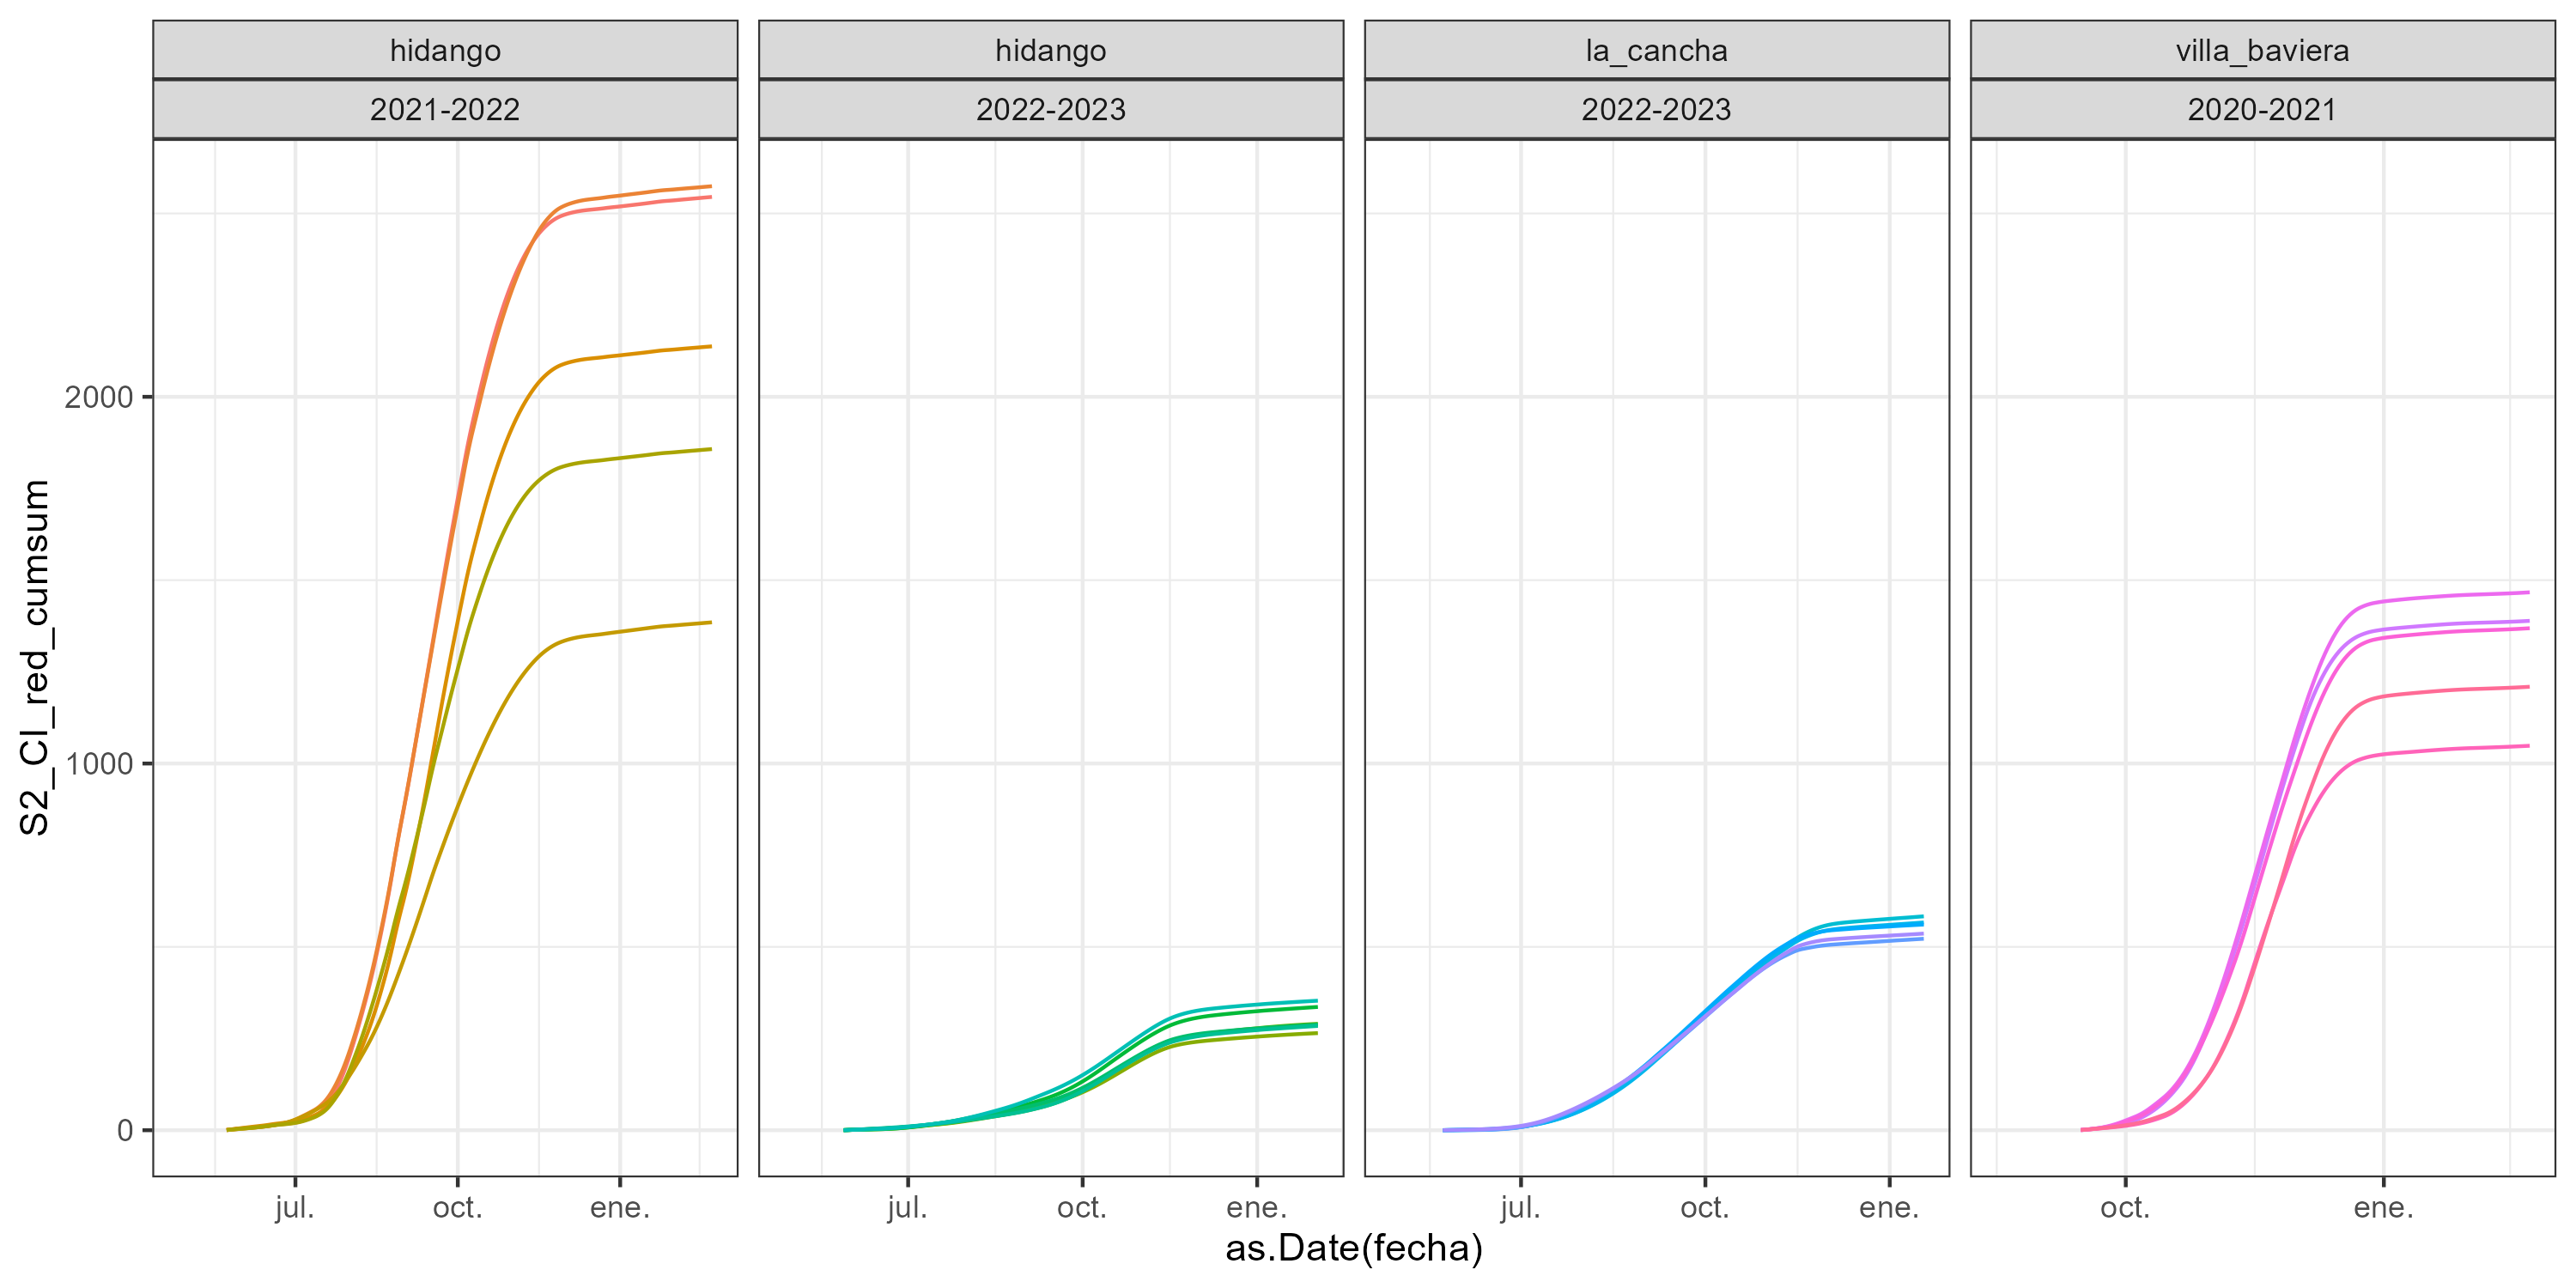 hidango
hidango
la_cancha
villa_baviera
2021-2022
2022-2023
2022-2023
2020-2021
S2_CI_red_cumsum
2000
1000
0
jul.
oct.
ene.
jul.
oct.
ene.
jul.
oct.
ene.
oct.
ene.
as.Date(fecha)